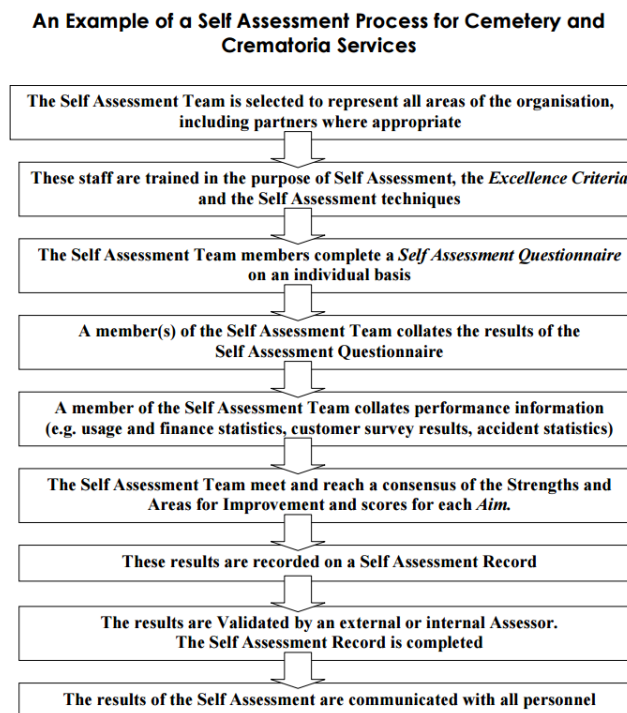 An Example of a Self Assessment Process for Cemetery and
Crematoria Services
The Self Assessment Team is selected to represent all areas of the organisation,
including partners where appropriate
These staff are trained in the purpose of Self Assessment, the Excellence Criteria
and the Self Assessment techniques
The Self Assessment Team members complete a Self Assessment Questionnaire
on an individual basis
A member(s) of the Self Assessment Team collates the results of the
Self Assessment Questionnaire
A member of the Self Assessment Team collates performance information
(e.g. usage and finance statistics, customer survey results, accident statistics)
The Self Assessment Team meet and reach a consensus of the Strengths and
Areas for Improvement and scores for each Aim.
These results are recorded on a Self Assessment Record
The results are Validated by an external or internal Assessor.
The Self Assessment Record is completed
The results of the Self Assessment are communicated with all personnel